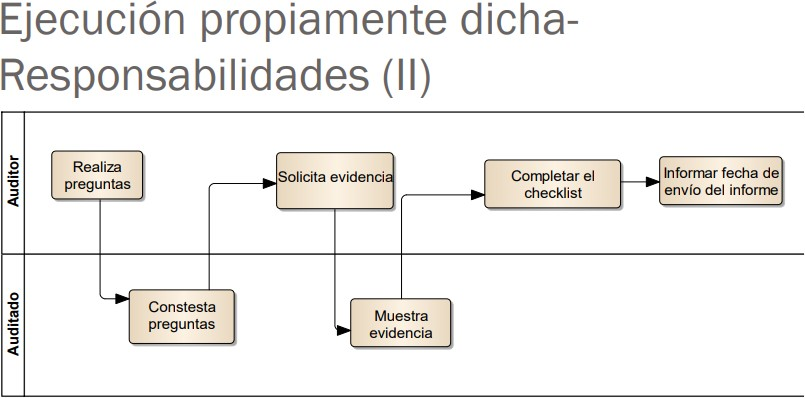 Ejecución propiamente dicha-
Responsabilidades (II)
Auditor
Realiza
preguntas
Solicita evidencia
Completar el
checklist
Informar fecha de
envío del informe
Auditado
Constesta
preguntas
Muestra
evidencia